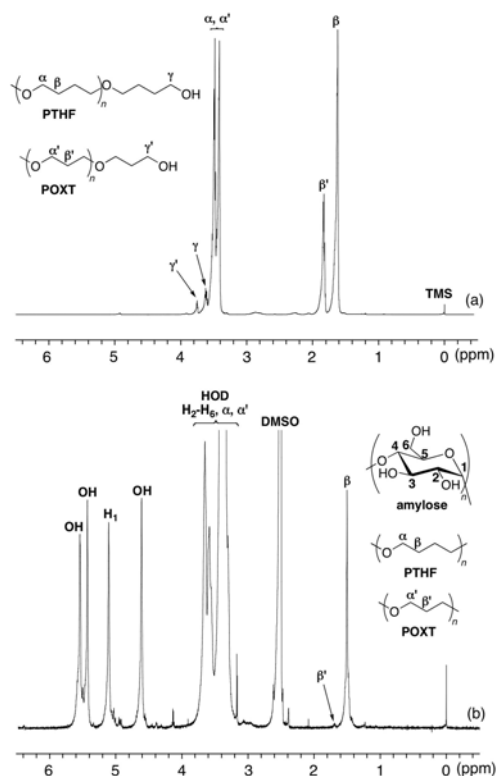 α, α'
α β γ
O O OH
n
PTHF
α' β' γ'
O O OH
n
POXT
γ' γ
β'
β
TMS
(a)
6 5 4 3 2 1 0 (ppm)
HOD
H2-H6, α, α'
DMSO
OH
OH
H1
OH
β'
β
OH
6
4 5 O
O
HO 3 2 1
OH
n
amylose
α
O β
n
PTHF
α'
O β'
n
POXT
(b)
6 5 4 3 2 1 0 (ppm)